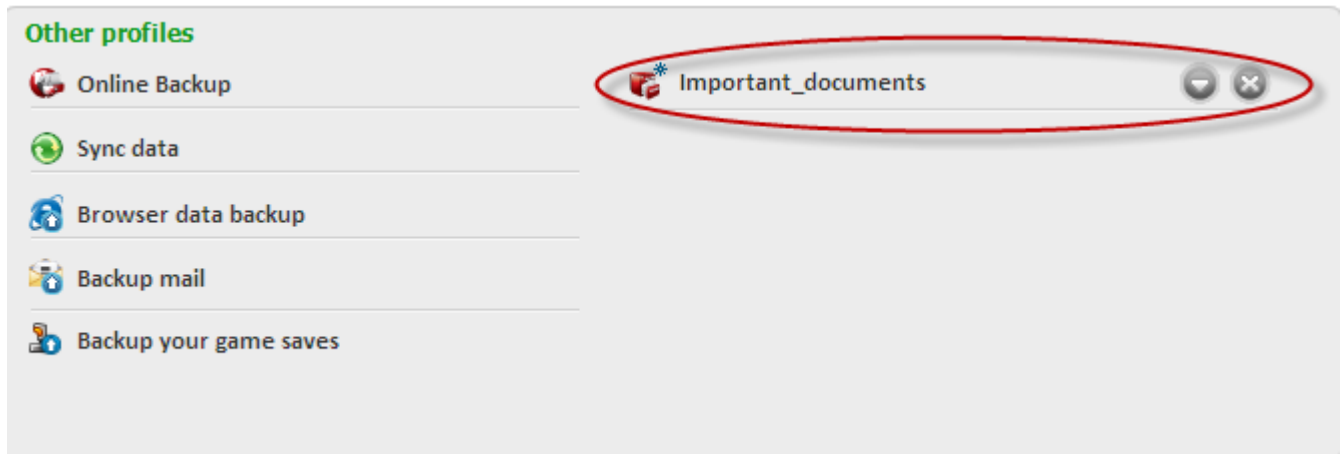 Other profiles
Online Backup
Important_documents
Sync data
Browser data backup
Backup mail
Backup your game saves